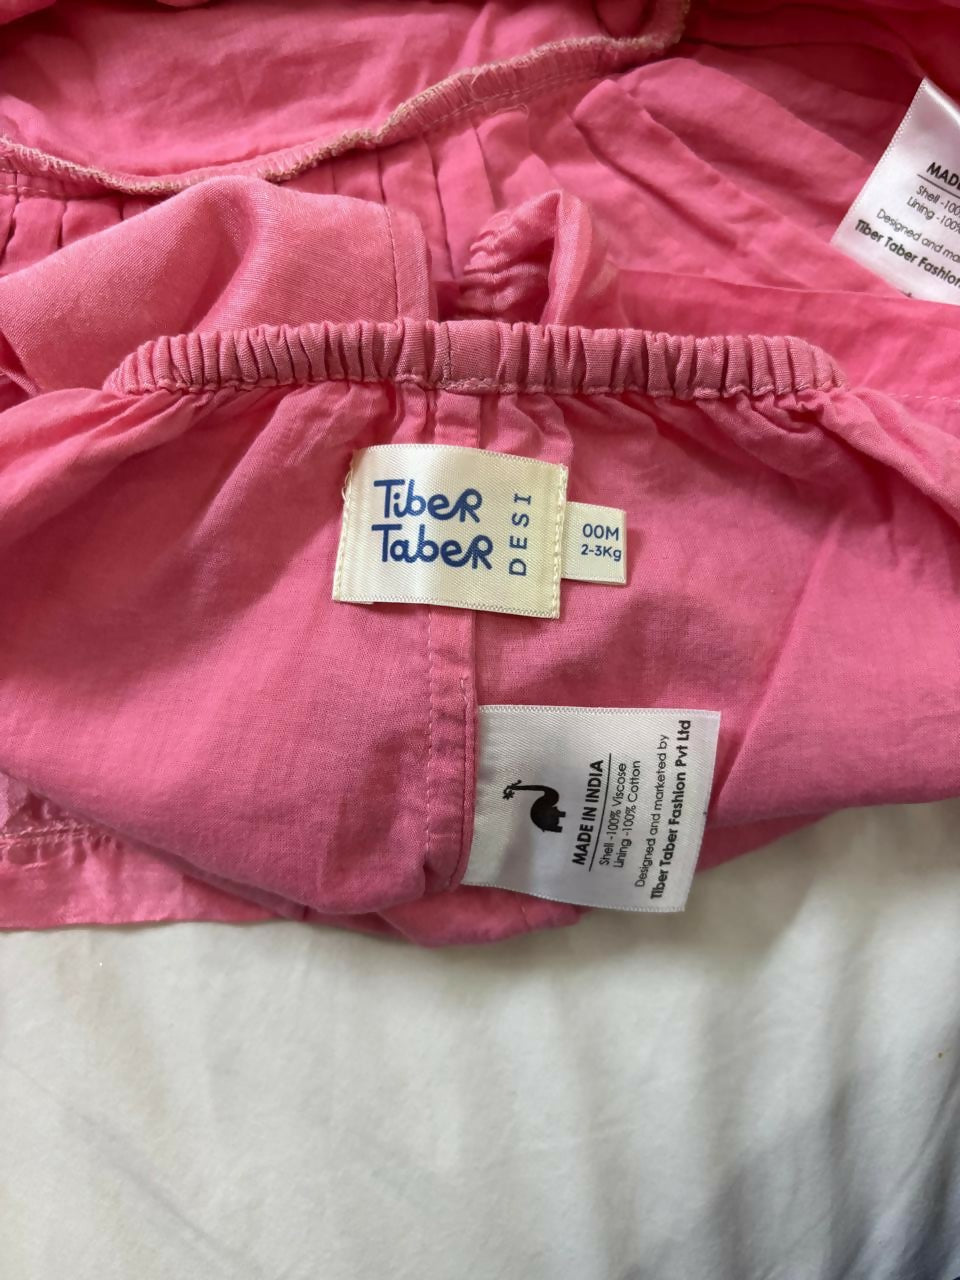 TibeR
TabeR
DESI
00M
2-3Kg
MADE IN INDIA
Shell -100% Viscose
Lining -100% Cotton
Designed and marketed by
Tiber Taber Fashion Pvt Ltd
MADE
Shell -100%
Lining -100%
Designed and
Tiber Taber Fashion